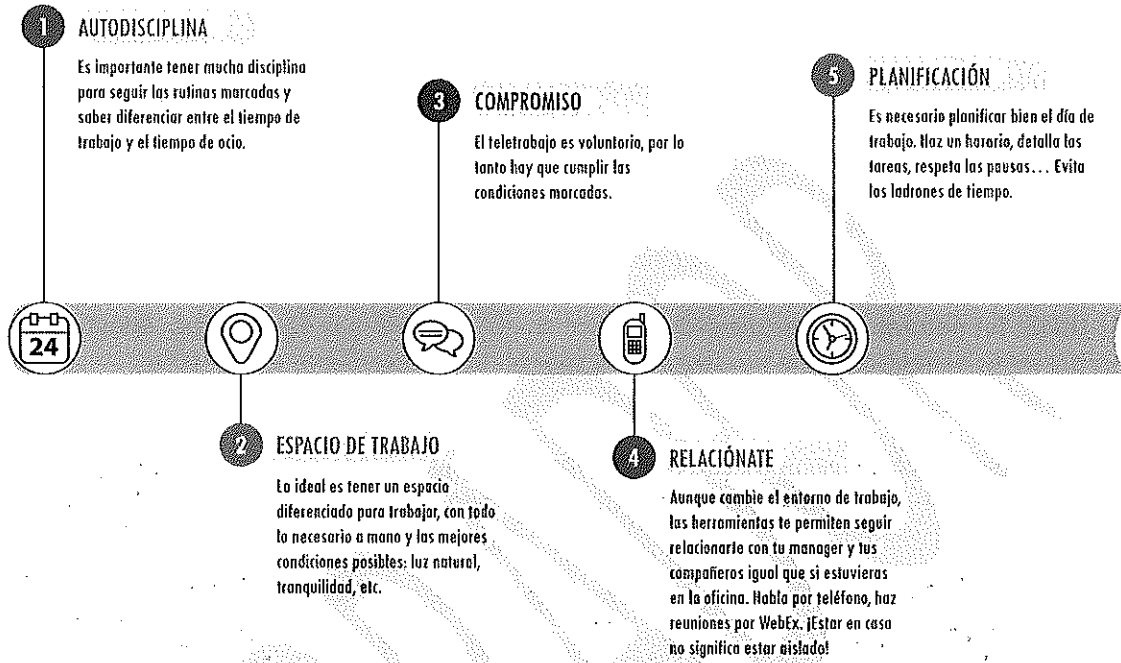 1
AUTODISCIPLINA
Es importante tener mucha disciplina
para seguir las rutinas marcadas y
saber diferenciar entre el tiempo de
trabajo y el tiempo de ocio.
24
2
ESPACIO DE TRABAJO
Lo ideal es tener un espacio
diferenciado para trabajar, con todo
lo necesario a mano y las mejores
condiciones posibles: luz natural,
tranquilidad, etc.
3
COMPROMISO
El teletrabajo es voluntario, por lo
tanto hay que cumplir las
condiciones marcadas.
4
RELACIÓNATE
Aunque cambie el entorno de trabajo,
las herramientas te permiten seguir
relacionarte con tu manager y tus
compañeros igual que si estuvieras
en la oficina. Habla por teléfono, haz
reuniones por WebEx. ¡Estar en casa
no significa estar aislado!
5
PLANIFICACIÓN
Es necesario planificar bien el día de
trabajo. Haz un horario, detalla las
tareas, respeta las pausas... Evita
los ladrones de tiempo.